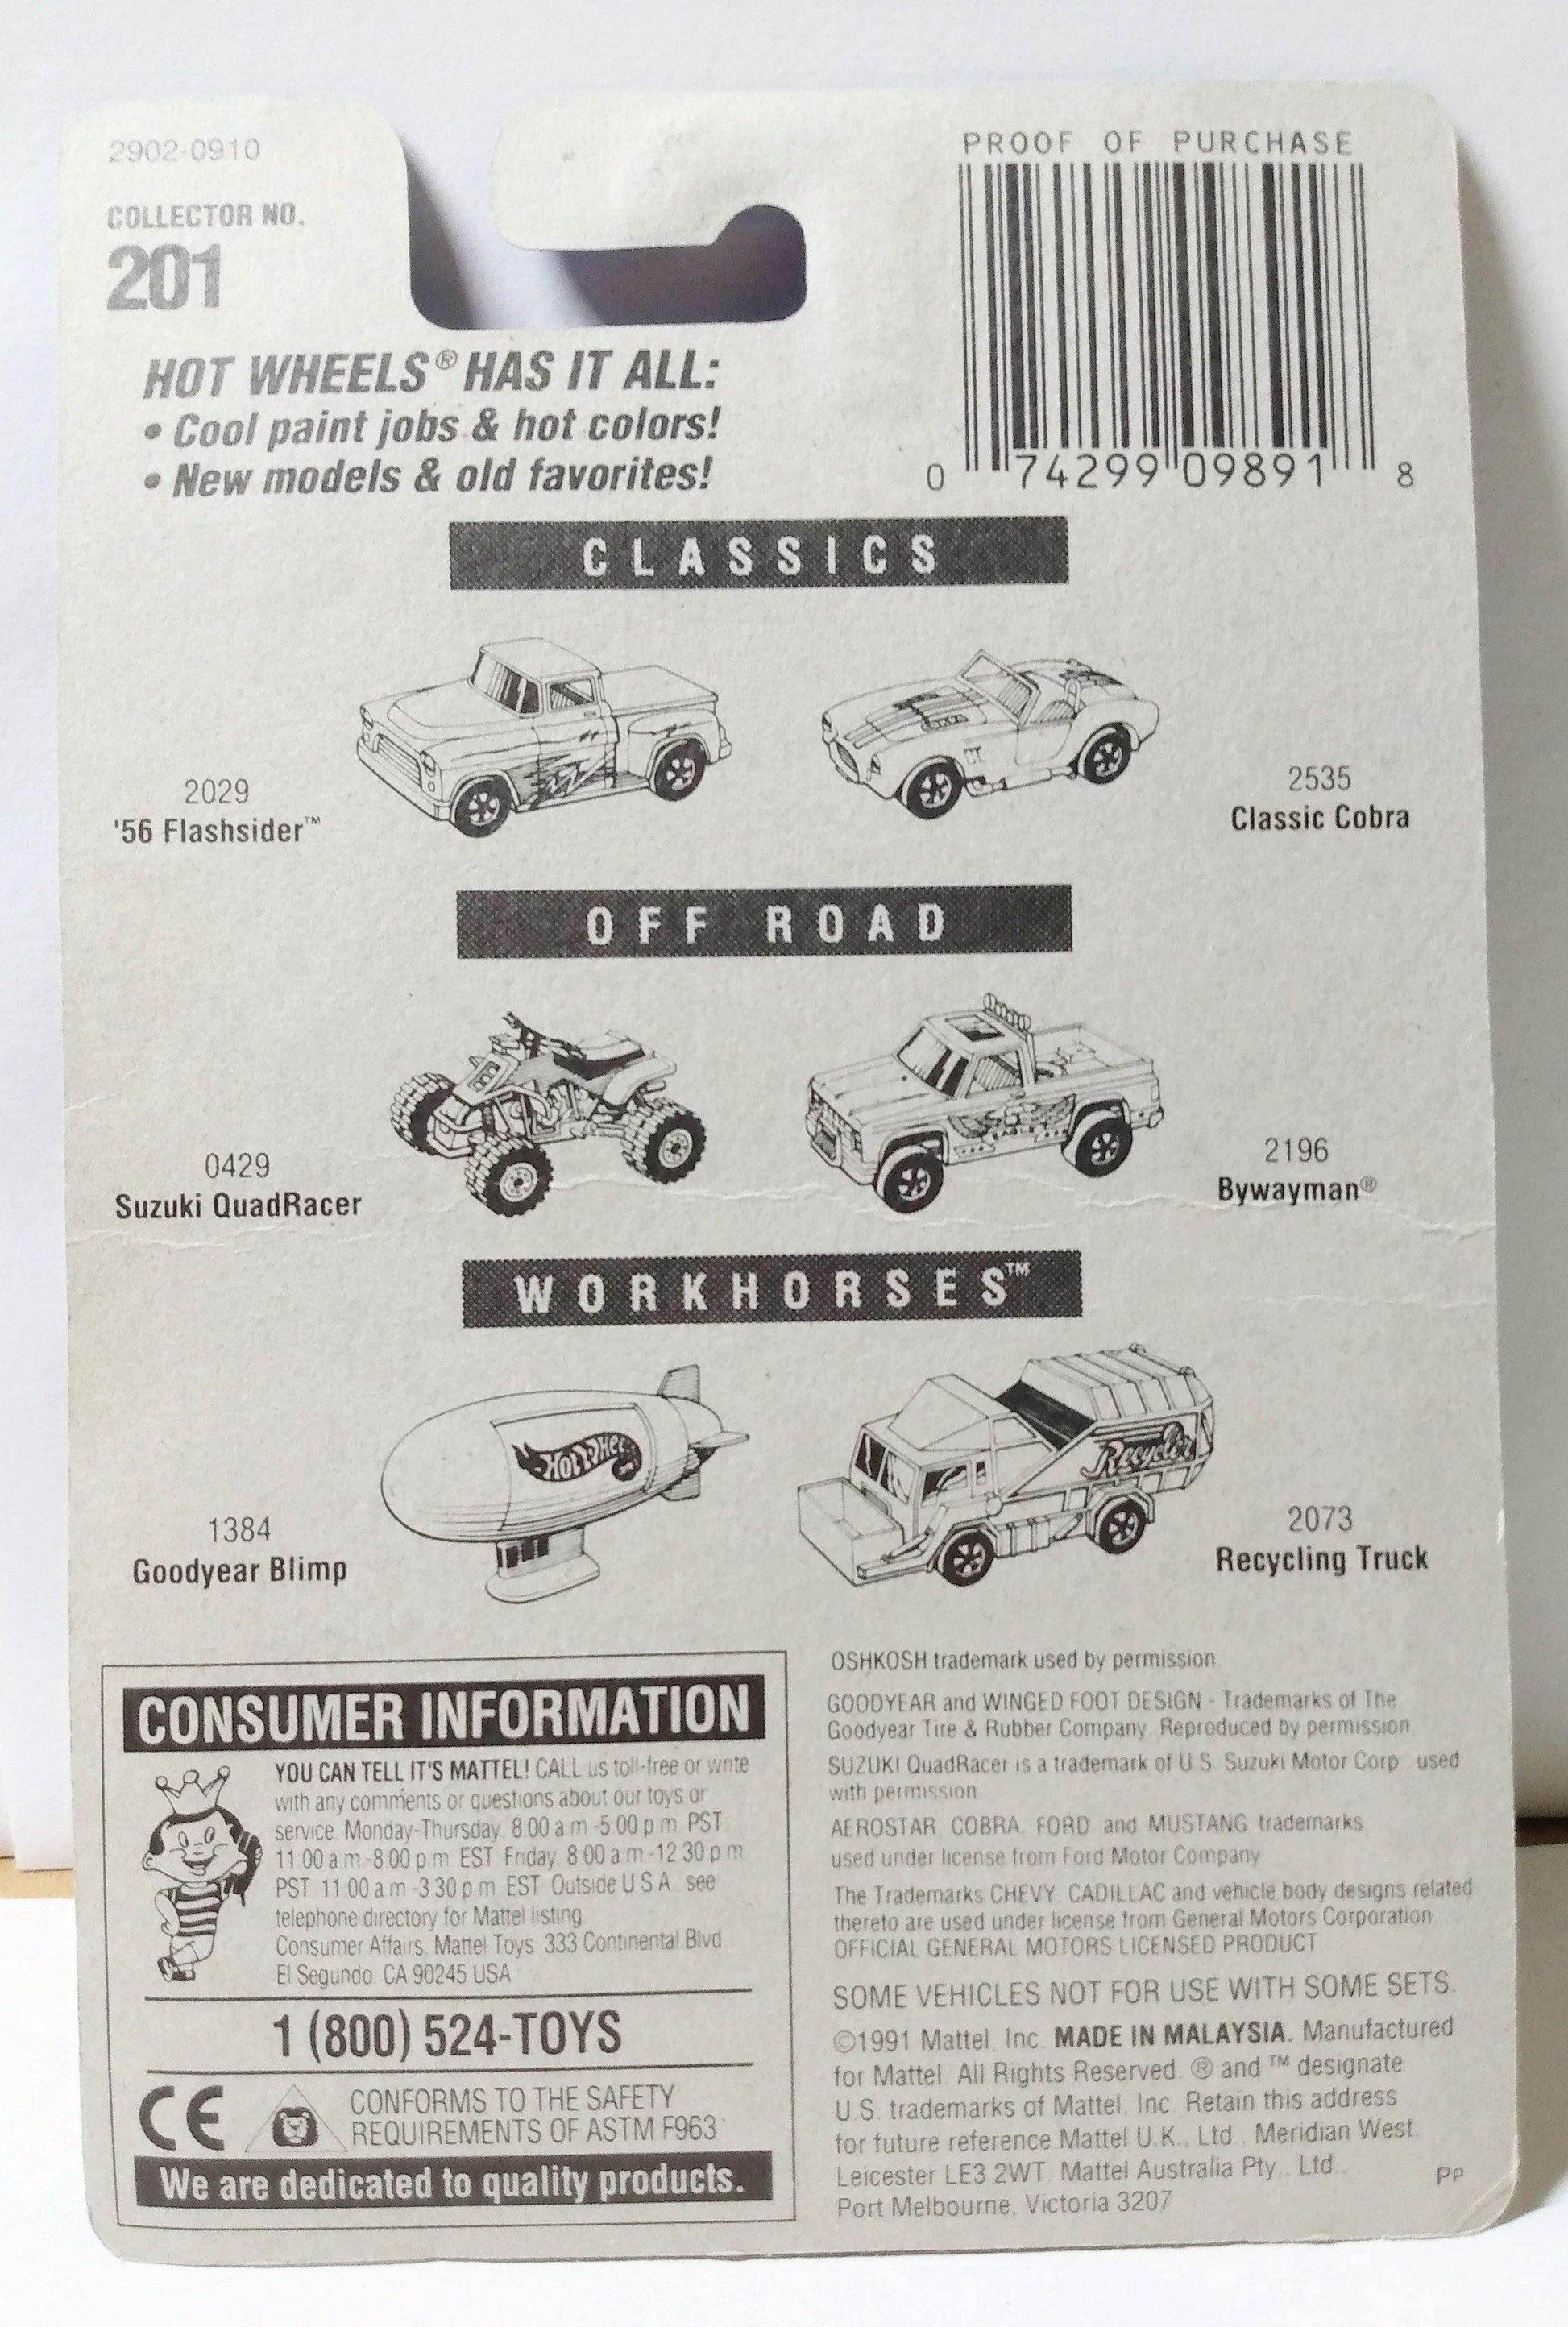 2902-0910
COLLECTOR NO.
201
PROOF OF PURCHASE
0 74299 09891 8
HOT WHEELS® HAS IT ALL:
• Cool paint jobs & hot colors!
• New models & old favorites!
CLASSICS
2029
'56 Flashsider™
2535
Classic Cobra
OFF ROAD
0429
Suzuki QuadRacer
2196
Bywayman®
WORKHORSES™
HOT WHEE
Recycler
1384
Goodyear Blimp
2073
Recycling Truck
CONSUMER INFORMATION
YOU CAN TELL IT'S MATTEL! CALL us toll-free or write
with any comments or questions about our toys or
service. Monday-Thursday 8:00 a.m.-5:00 p.m. PST,
11:00 a.m.-8:00 p.m. EST. Friday 8:00 a.m.-12:30 p.m.
PST, 11:00 a.m.-3:30 p.m. EST. Outside U.S.A., see
telephone directory for Mattel listing.
Consumer Affairs, Mattel Toys, 333 Continental Blvd.
El Segundo, CA 90245 USA
1 (800) 524-TOYS
CE
CONFORMS TO THE SAFETY
REQUIREMENTS OF ASTM F963
We are dedicated to quality products.
OSHKOSH trademark used by permission.
GOODYEAR and WINGED FOOT DESIGN - Trademarks of The
Goodyear Tire & Rubber Company. Reproduced by permission.
SUZUKI QuadRacer is a trademark of U.S. Suzuki Motor Corp. used
with permission.
AEROSTAR, COBRA, FORD and MUSTANG trademarks
used under license from Ford Motor Company
The Trademarks CHEVY, CADILLAC and vehicle body designs related
thereto are used under license from General Motors Corporation
OFFICIAL GENERAL MOTORS LICENSED PRODUCT
SOME VEHICLES NOT FOR USE WITH SOME SETS.
©1991 Mattel, Inc. MADE IN MALAYSIA. Manufactured
for Mattel. All Rights Reserved. ® and ™ designate
U.S. trademarks of Mattel, Inc. Retain this address
for future reference.Mattel U.K., Ltd., Meridian West,
Leicester LE3 2WT. Mattel Australia Pty., Ltd.,
Port Melbourne, Victoria 3207
PP